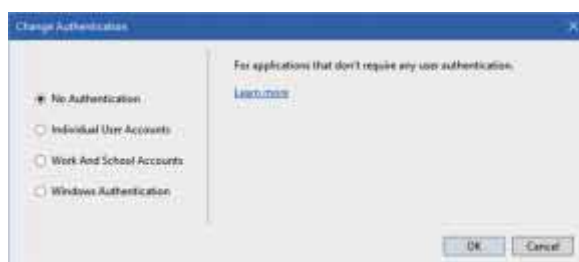 Change Authentication
For applications that don't require any user authentication.
Learn more
No Authentication
Individual User Accounts
Work And School Accounts
Windows Authentication
OK
Cancel